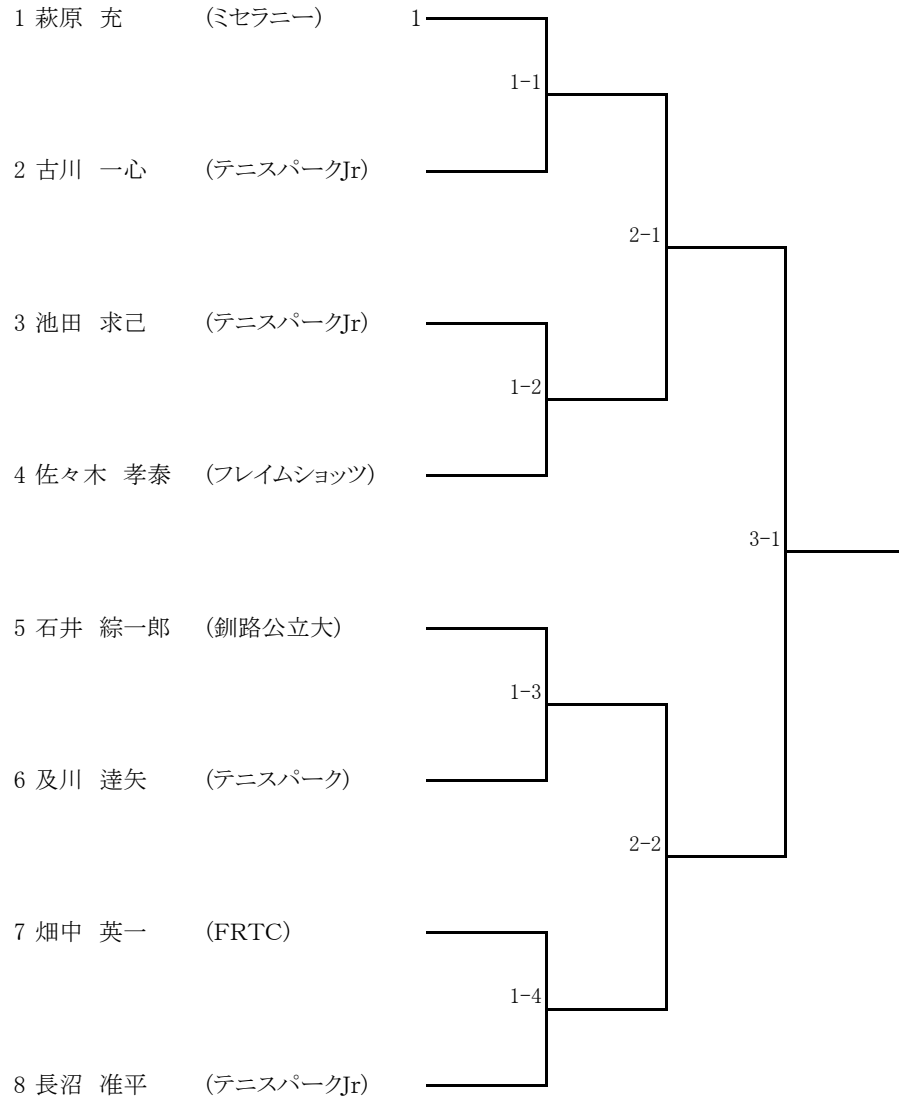 1 萩原　充 (ミセラニー) 1
1-1
2 古川　一心 (テニスパークJr)
2-1
3 池田　求己 (テニスパークJr)
1-2
4 佐々木　孝泰 (フレイムショッツ)
3-1
5 石井　綜一郎 (釧路公立大)
1-3
6 及川　達矢 (テニスパーク)
2-2
7 畑中　英一 (FRTC)
1-4
8 長沼　准平 (テニスパークJr)